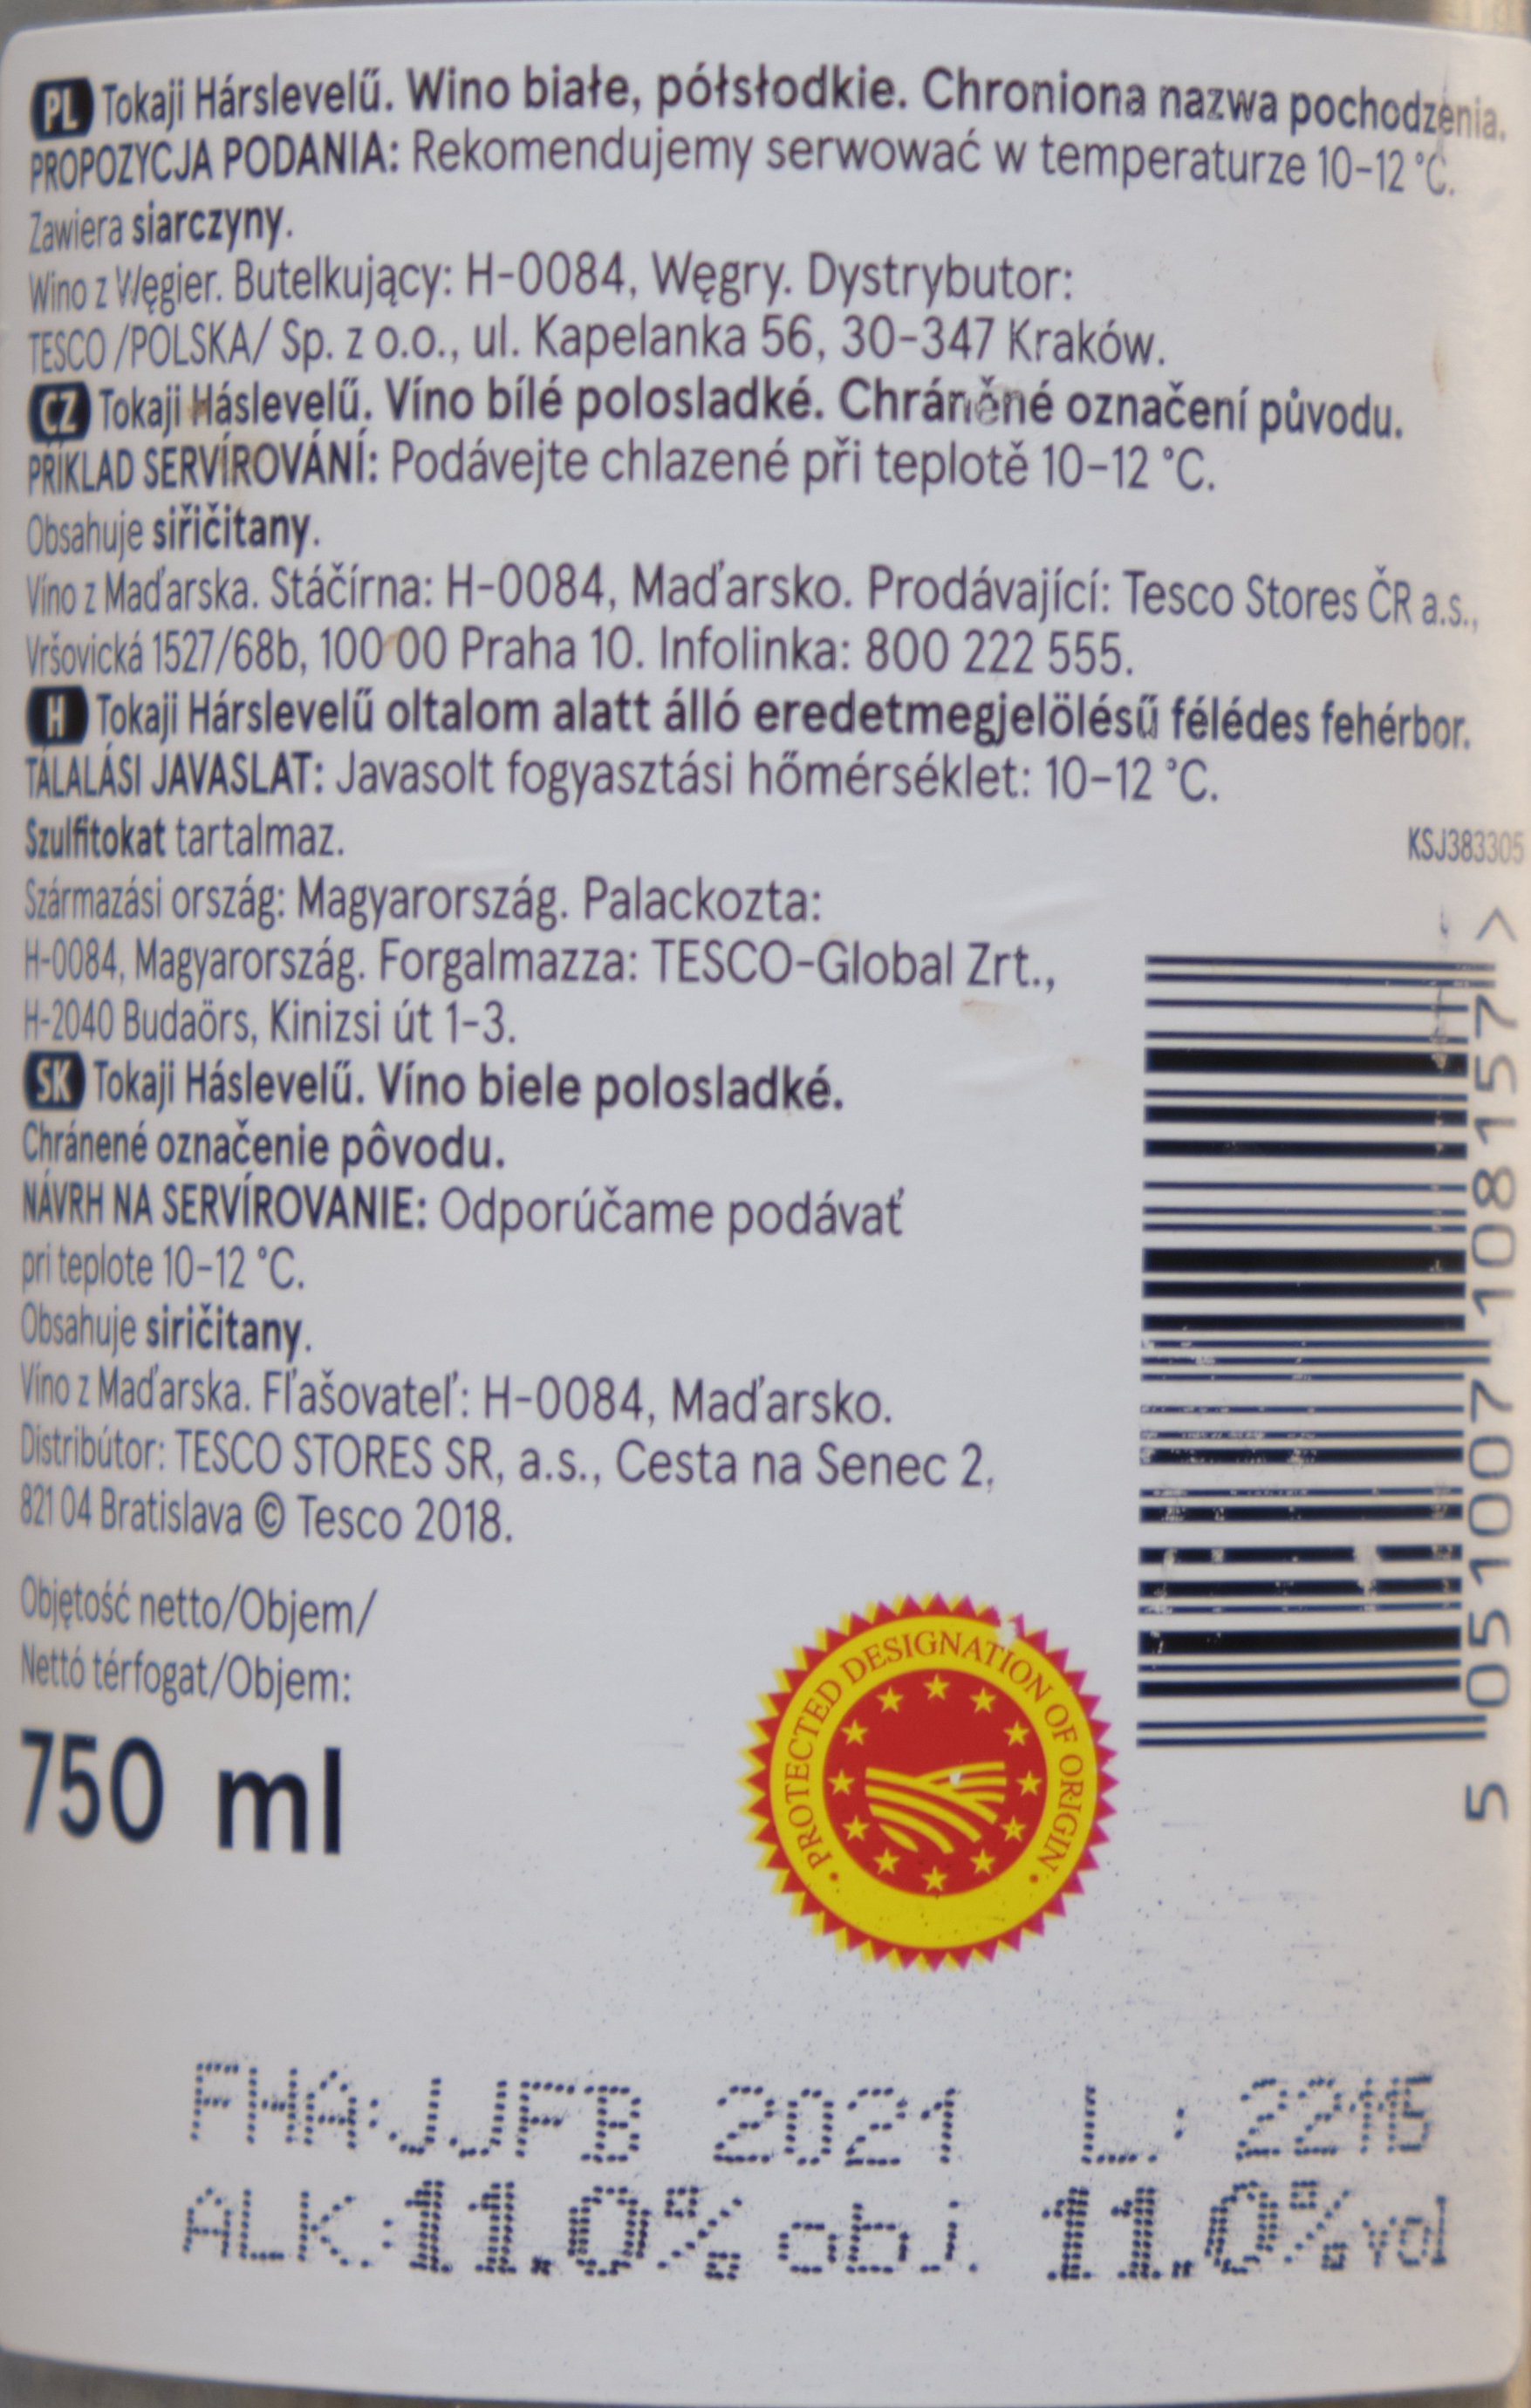 PL Tokaji Hárslevelű. Wino białe, półsłodkie. Chroniona nazwa pochodzenia.
PROPOZYCJA PODANIA: Rekomendujemy serwować w temperaturze 10–12 °C.
Zawiera siarczyny.
Wino z Węgier. Butelkujący: H-0084, Węgry. Dystrybutor:
TESCO /POLSKA/ Sp. z o.o., ul. Kapelanka 56, 30-347 Kraków.
CZ Tokaji Háslevelű. Víno bílé polosladké. Chráněné označení původu.
PŘÍKLAD SERVÍROVÁNÍ: Podávejte chlazené při teplotě 10–12 °C.
Obsahuje siřičitany.
Víno z Maďarska. Stáčírna: H-0084, Maďarsko. Prodávající: Tesco Stores ČR a.s.,
Vršovická 1527/68b, 100 00 Praha 10. Infolinka: 800 222 555.
H Tokaji Hárslevelű oltalom alatt álló eredetmegjelölésű félédes fehérbor.
TÁLALÁSI JAVASLAT: Javasolt fogyasztási hőmérséklet: 10–12 °C.
Szulfitokat tartalmaz.
KSJ383305
Származási ország: Magyarország. Palackozta:
H-0084, Magyarország. Forgalmazza: TESCO-Global Zrt.,
H-2040 Budaörs, Kinizsi út 1-3.
SK Tokaji Háslevelű. Víno biele polosladké.
Chránené označenie pôvodu.
NÁVRH NA SERVÍROVANIE: Odporúčame podávať
pri teplote 10–12 °C.
Obsahuje siričitany.
Víno z Maďarska. Fľašovateľ: H-0084, Maďarsko.
Distribútor: TESCO STORES SR, a.s., Cesta na Senec 2,
821 04 Bratislava © Tesco 2018.
5 051007 108157 >
Objętość netto/Objem/
Nettó térfogat/Objem:
750 ml
PROTECTED DESIGNATION OF ORIGIN
FHA:JJFB 2021 L:
ALK.:11,0% obj. 11,0%vol